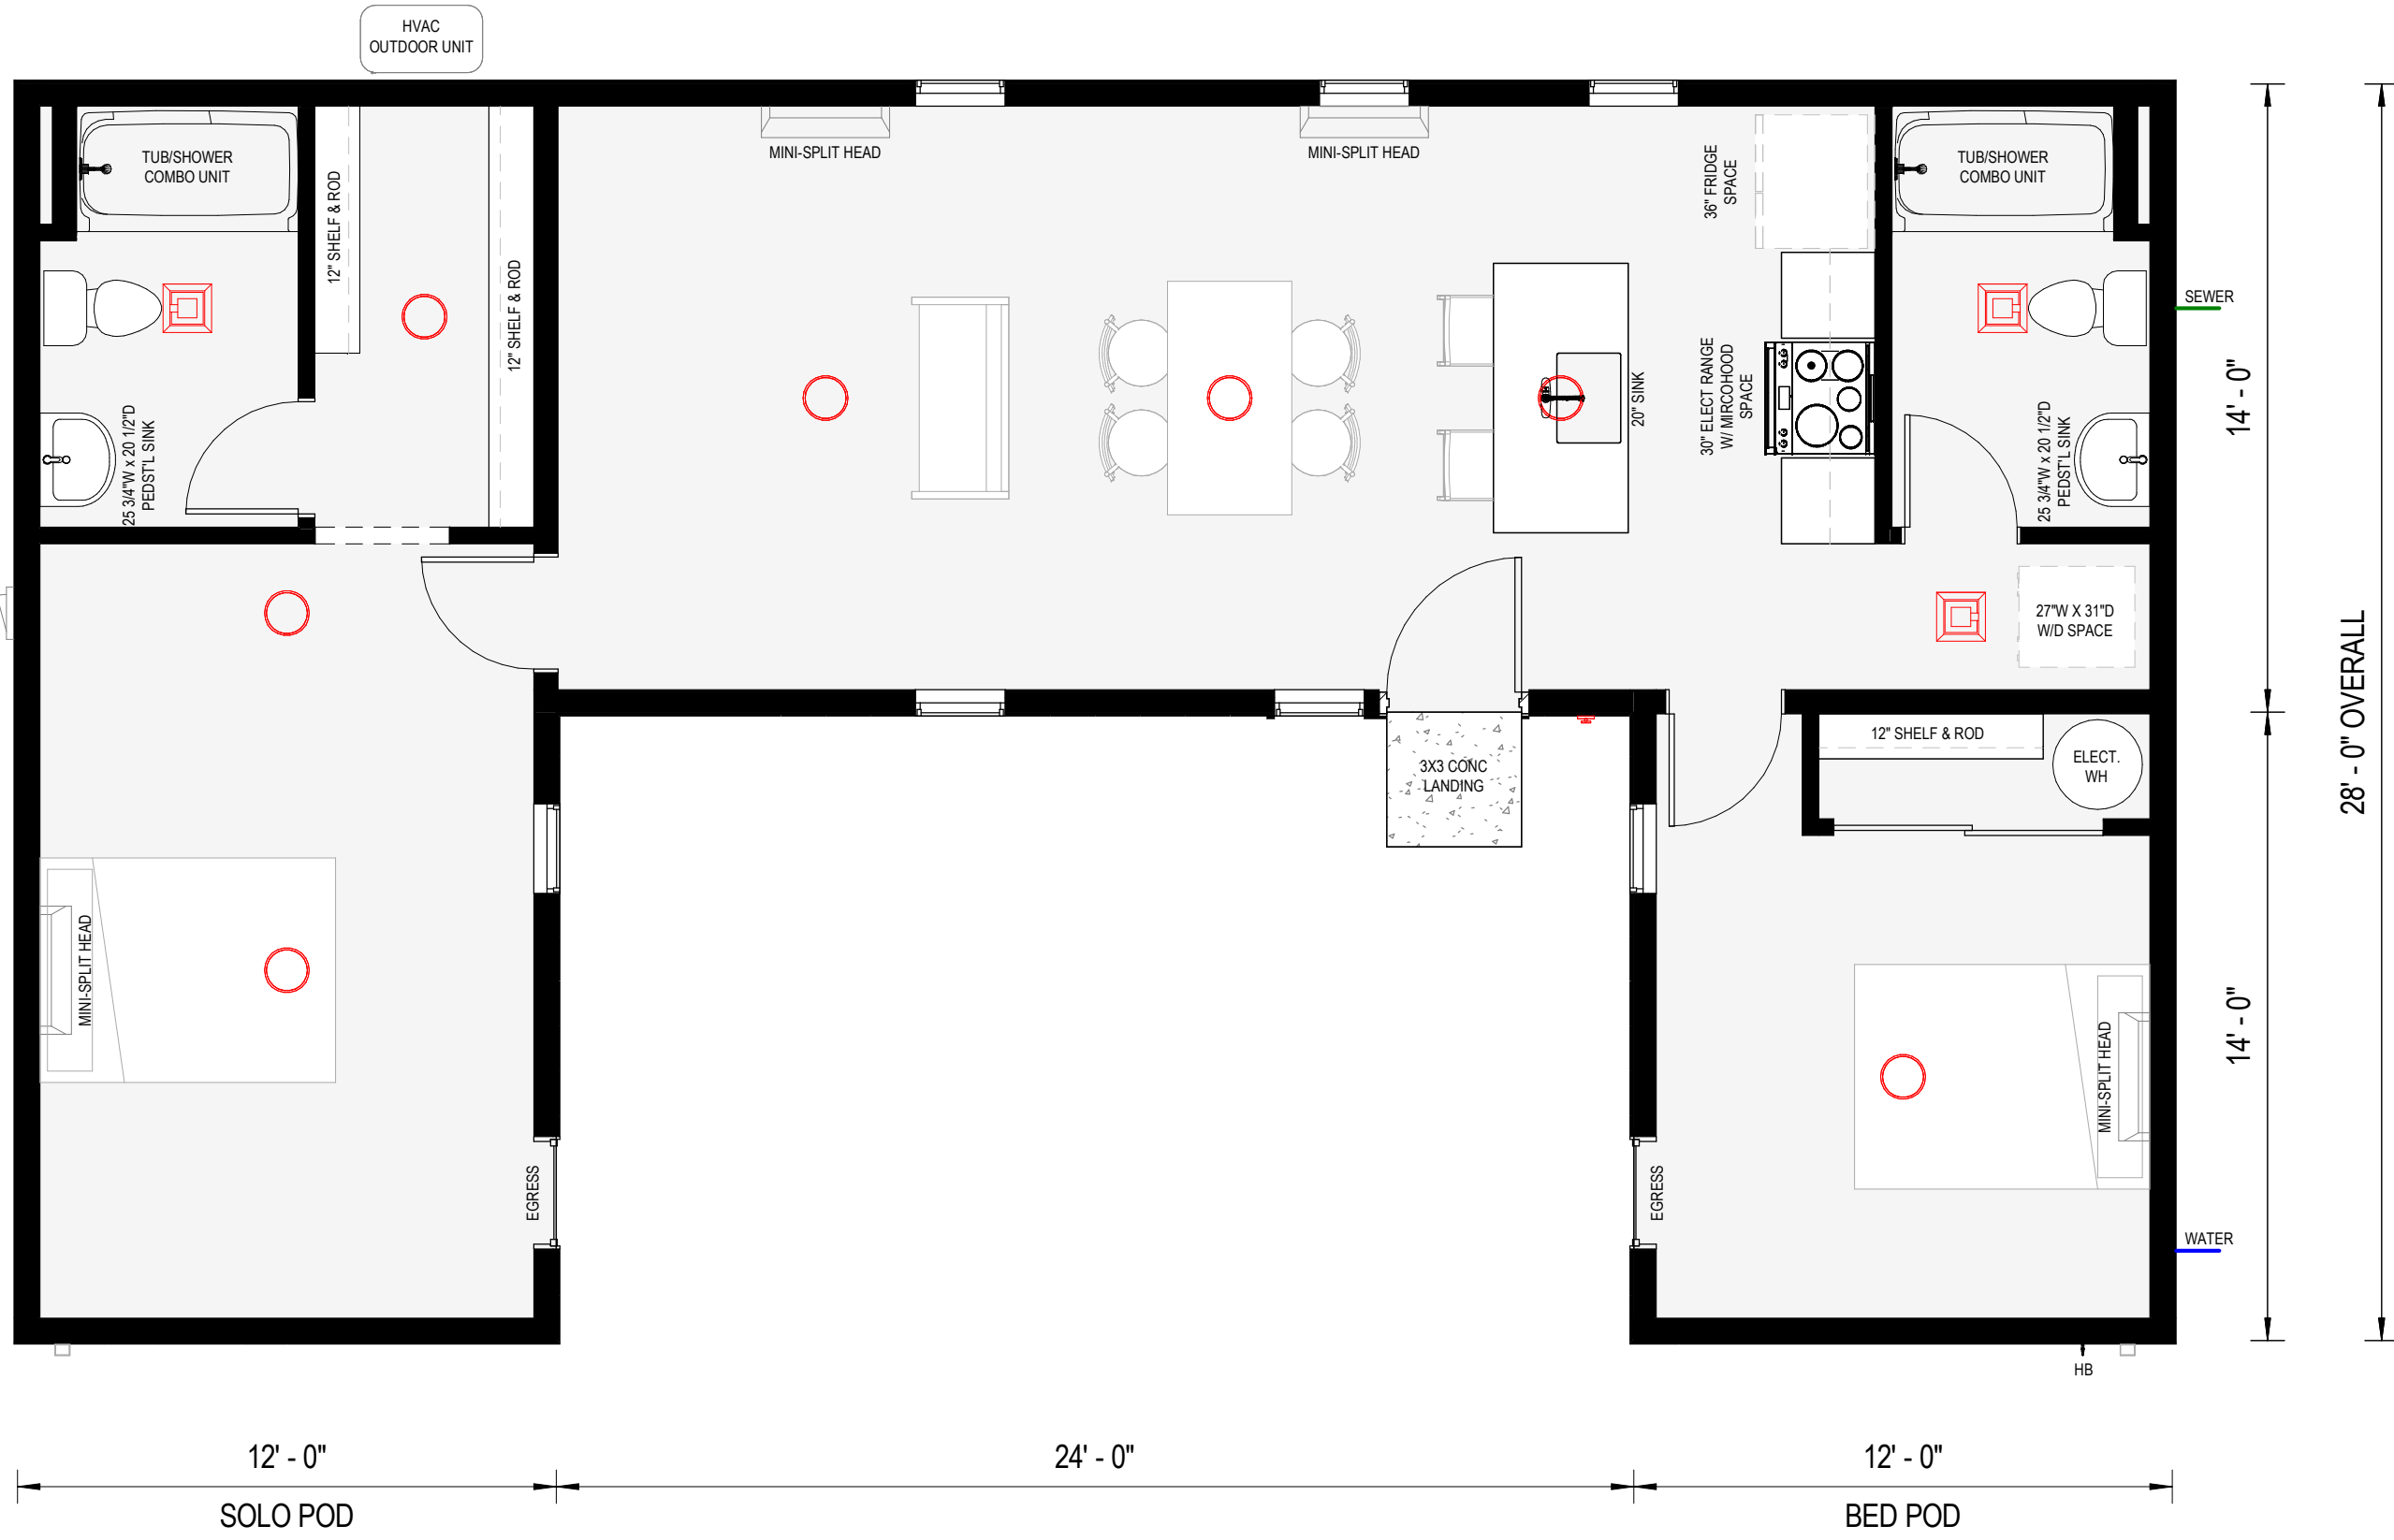 HVAC
OUTDOOR UNIT
TUB/SHOWER
COMBO UNIT
12" SHELF & ROD
12" SHELF & ROD
25 3/4"W x 20 1/2"D
PEDST'L SINK
MINI-SPLIT HEAD
MINI-SPLIT HEAD
36" FRIDGE
SPACE
30" ELECT RANGE
W/ MIRCOHOOD
SPACE
20" SINK
TUB/SHOWER
COMBO UNIT
25 3/4"W x 20 1/2"D
PEDST'L SINK
SEWER
14' - 0"
27"W X 31"D
W/D SPACE
28' - 0" OVERALL
12" SHELF & ROD
ELECT.
WH
3X3 CONC
LANDING
MINI-SPLIT HEAD
MINI-SPLIT HEAD
14' - 0"
EGRESS
EGRESS
WATER
HB
12' - 0"
24' - 0"
12' - 0"
SOLO POD
BED POD